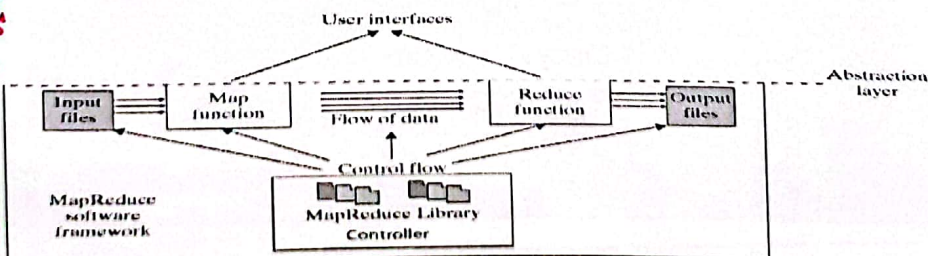 User interfaces
Abstraction
layer
Input
files
Map
function
Flow of data
Reduce
function
Output
files
Control flow
MapReduce
software
framework
MapReduce Library
Controller